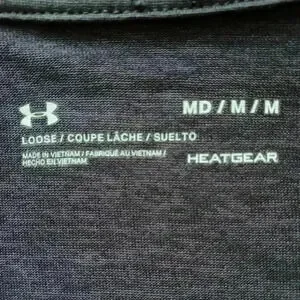 MD / M / M
LOOSE / COUPE LÂCHE / SUELTO
MADE IN VIETNAM / FABRIQUÉ AU VIETNAM /
HECHO EN VIETNAM
HEATGEAR